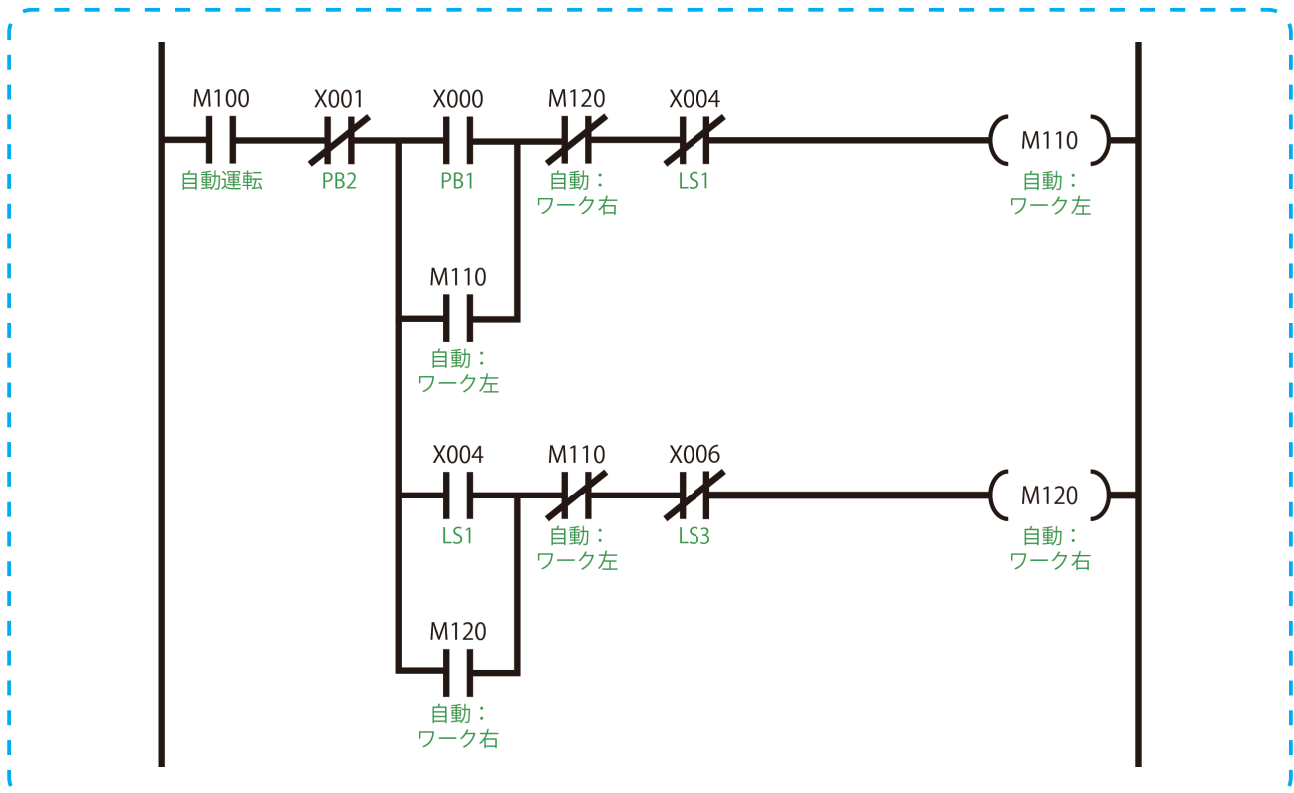 M100
X001
X000
M120
X004
M110
自動運転
PB2
PB1
自動：
ワーク右
LS1
自動：
ワーク左
M110
自動：
ワーク左
X004
M110
X006
M120
LS1
自動：
ワーク左
LS3
自動：
ワーク右
M120
自動：
ワーク右